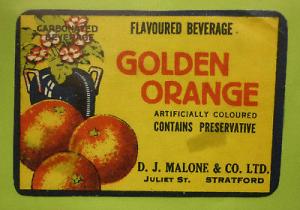 CARBONATED
BEVERAGE
FLAVOURED BEVERAGE
GOLDEN
ORANGE
ARTIFICIALLY COLOURED
CONTAINS PRESERVATIVE
D. J. MALONE & CO. LTD.
JULIET ST. STRATFORD